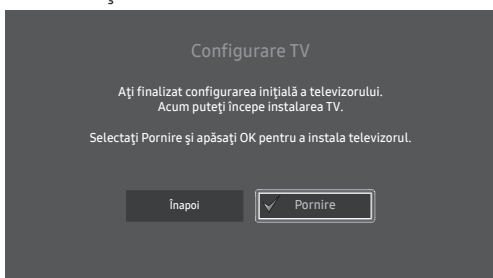 Configurare TV
Aţi finalizat configurarea iniţială a televizorului.
Acum puteţi începe instalarea TV.
Selectaţi Pornire şi apăsaţi OK pentru a instala televizorul.
Înapoi
Pornire